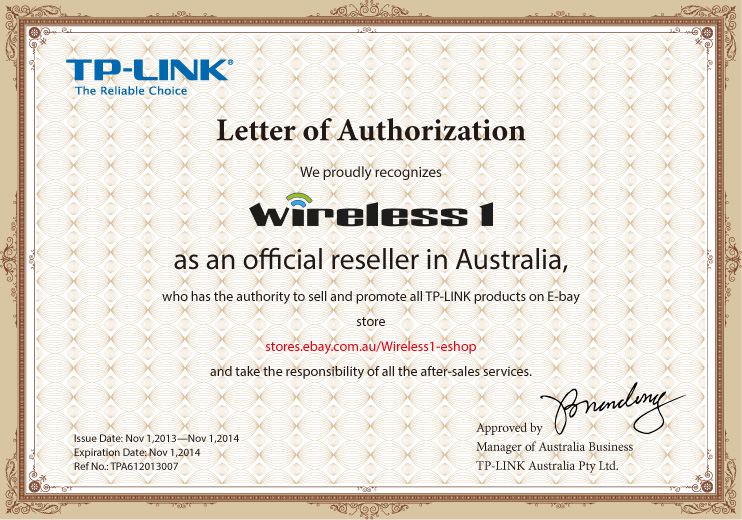 TP-LINK®
The Reliable Choice
Letter of Authorization
We proudly recognizes
wireless 1
as an official reseller in Australia,
who has the authority to sell and promote all TP-LINK products on E-bay
store
stores.ebay.com.au/Wireless1-eshop
and take the responsibility of all the after-sales services.
Issue Date: Nov 1,2013—Nov 1,2014
Expiration Date: Nov 1,2014
Ref No.: TPA612013007
Approved by
Manager of Australia Business
TP-LINK Australia Pty Ltd.